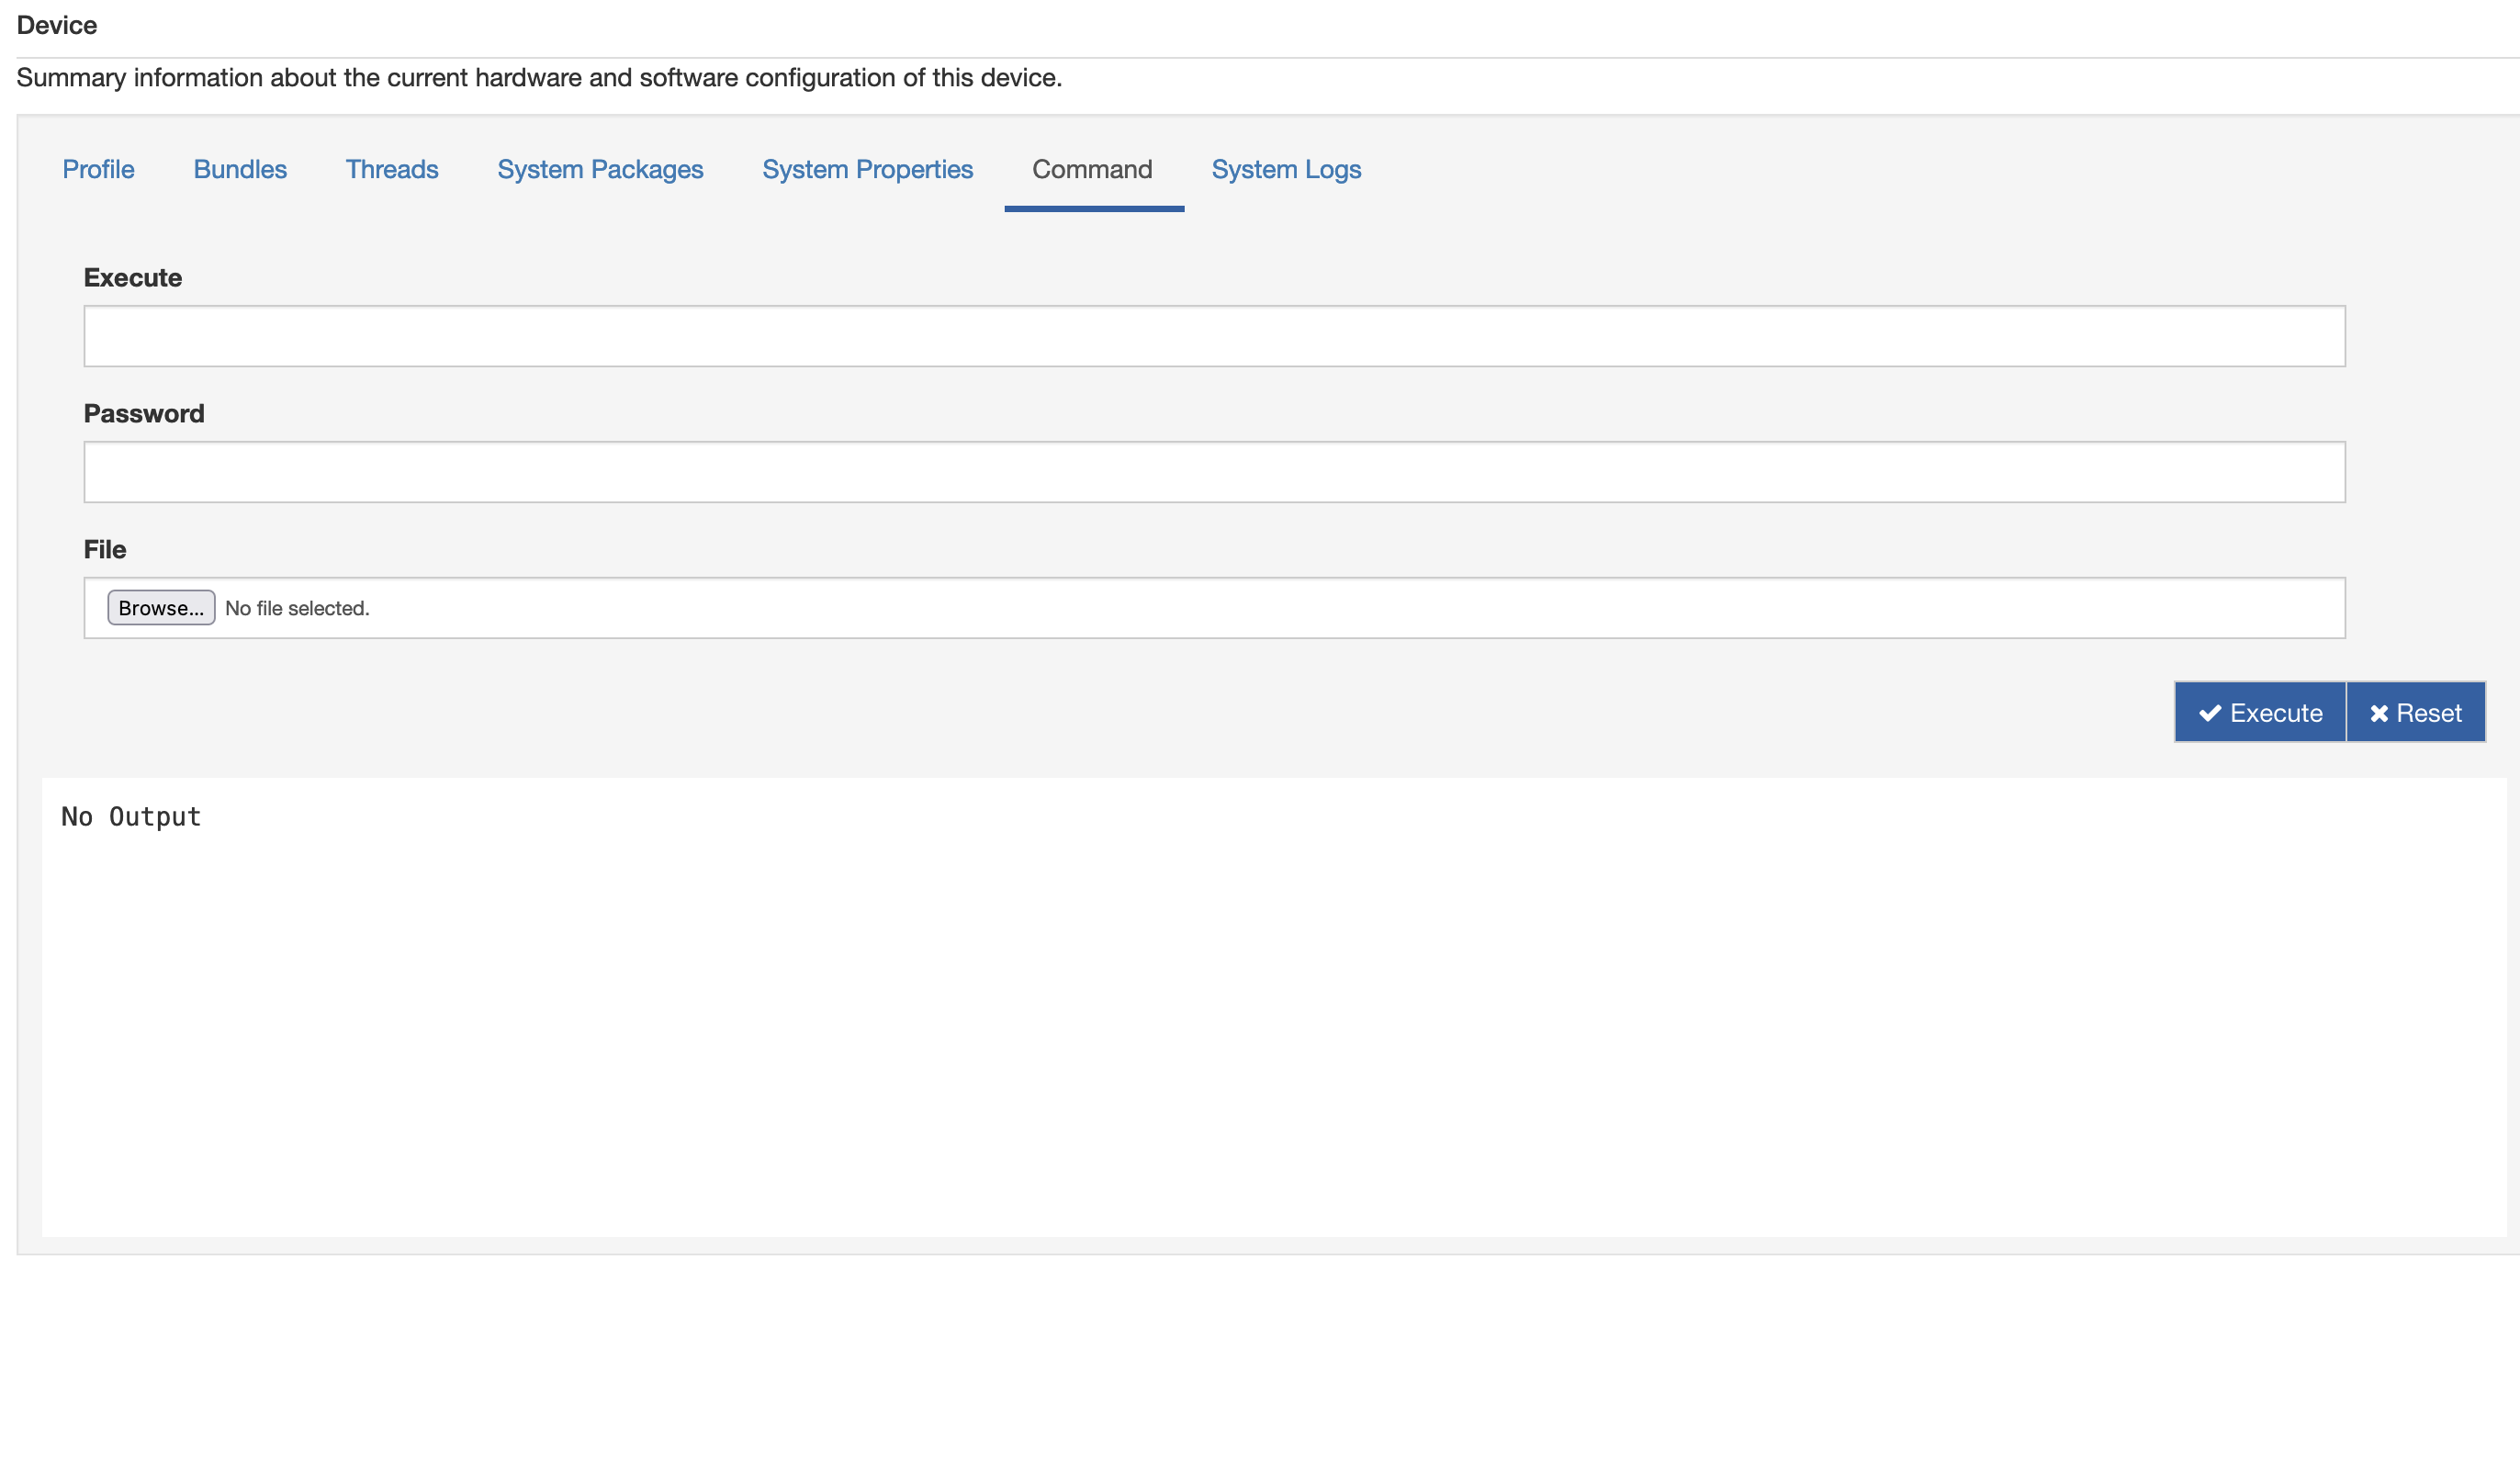 Device
Summary information about the current hardware and software configuration of this device.
Profile Bundles Threads System Packages System Properties Command System Logs
Execute
Password
File
Browse... No file selected.
Execute Reset
No Output